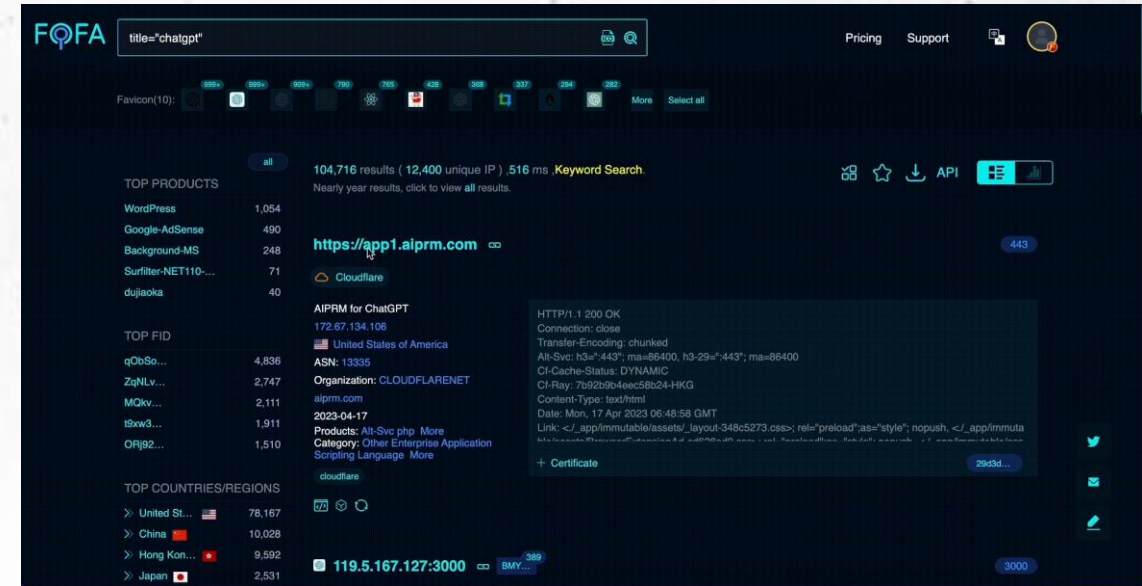 FOFA
title="chatgpt"
Pricing
Support
Favicon(10):
999+
999+
999+
790
765
428
388
337
294
282
More
Select all
all
TOP PRODUCTS
WordPress 1,054
Google-AdSense 490
Background-MS 248
Surfilter-NET110-... 71
dujiaoka 40
TOP FID
qObSo... 4,836
ZqNLv... 2,747
MQkv... 2,111
t9xw3... 1,911
ORj92... 1,510
TOP COUNTRIES/REGIONS
United St... 78,167
China 10,028
Hong Kon... 9,592
Japan 2,531
104,716 results ( 12,400 unique IP ) ,516 ms ,Keyword Search.
Nearly year results, click to view all results.
API
https://app1.aiprm.com
443
Cloudflare
AIPRM for ChatGPT
172.67.134.106
United States of America
ASN: 13335
Organization: CLOUDFLARENET
aiprm.com
2023-04-17
Products: Alt-Svc php More
Category: Other Enterprise Application
Scripting Language More
cloudflare
HTTP/1.1 200 OK
Connection: close
Transfer-Encoding: chunked
Alt-Svc: h3=":443"; ma=86400, h3-29=":443"; ma=86400
Cf-Cache-Status: DYNAMIC
Cf-Ray: 7b92b9b4eec58b24-HKG
Content-Type: text/html
Date: Mon, 17 Apr 2023 06:48:58 GMT
Link: <./_app/immutable/assets/_layout-348c5273.css>; rel="preload";as="style"; nopush, <./_app/immuta
+ Certificate
29d3d...
119.5.167.127:3000
BMY...
389
3000